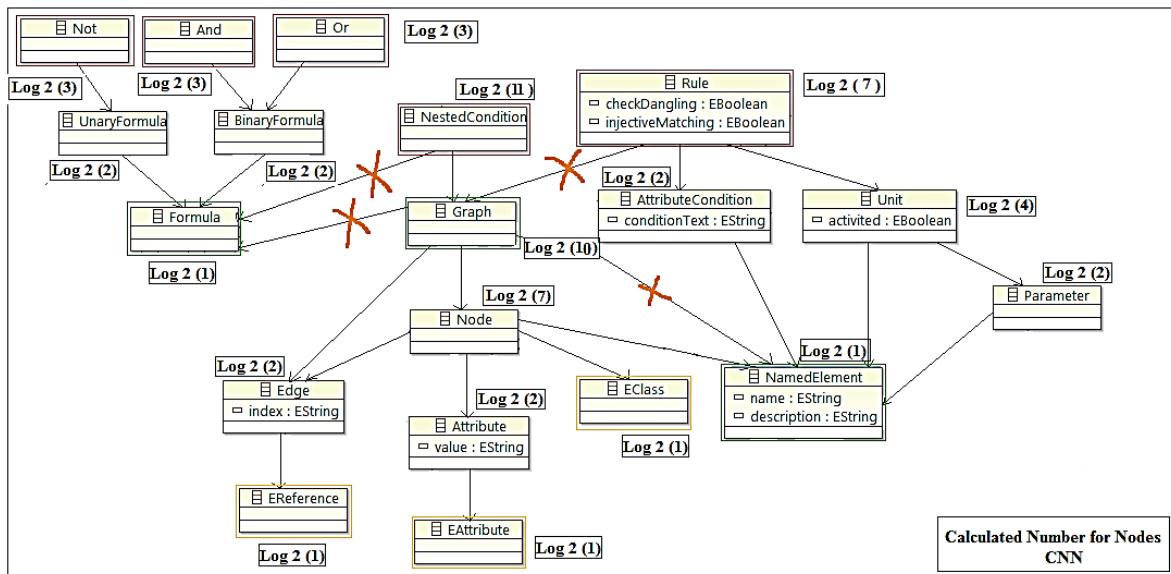 Not
And
Or
Log 2 (3)
Log 2 (3)
Log 2 (3)
Log 2 (11 )
Rule
checkDangling : EBoolean
injectiveMatching : EBoolean
Log 2 ( 7 )
UnaryFormula
BinaryFormula
NestedCondition
Log 2 (2)
Log 2 (2)
Log 2 (2)
Formula
Graph
AttributeCondition
conditionText : EString
Unit
activited : EBoolean
Log 2 (4)
Log 2 (1)
Log 2 (10)
Log 2 (2)
Parameter
Log 2 (7)
Node
Log 2 (2)
Log 2 (1)
Edge
index : EString
EClass
NamedElement
name : EString
description : EString
Log 2 (2)
Attribute
value : EString
Log 2 (1)
EReference
EAttribute
Log 2 (1)
Log 2 (1)
Calculated Number for Nodes
CNN